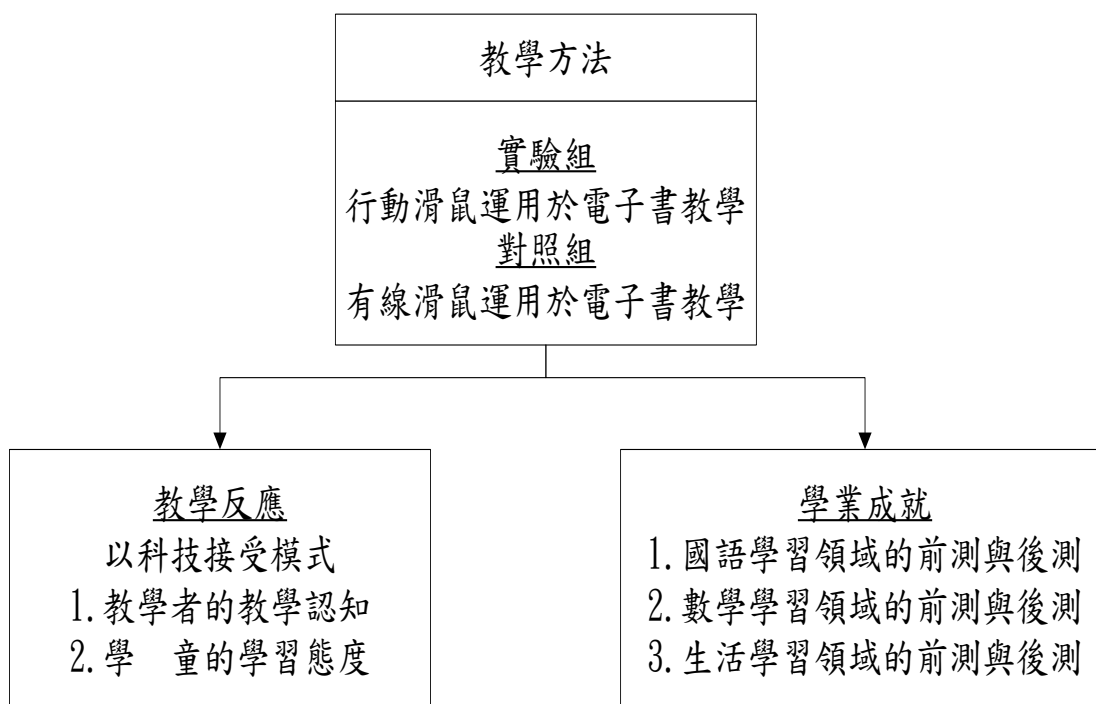 教學方法
實驗組
行動滑鼠運用於電子書教學
對照組
有線滑鼠運用於電子書教學
教學反應
以科技接受模式
1.教學者的教學認知
2.學　童的學習態度
學業成就
1.國語學習領域的前測與後測
2.數學學習領域的前測與後測
3.生活學習領域的前測與後測